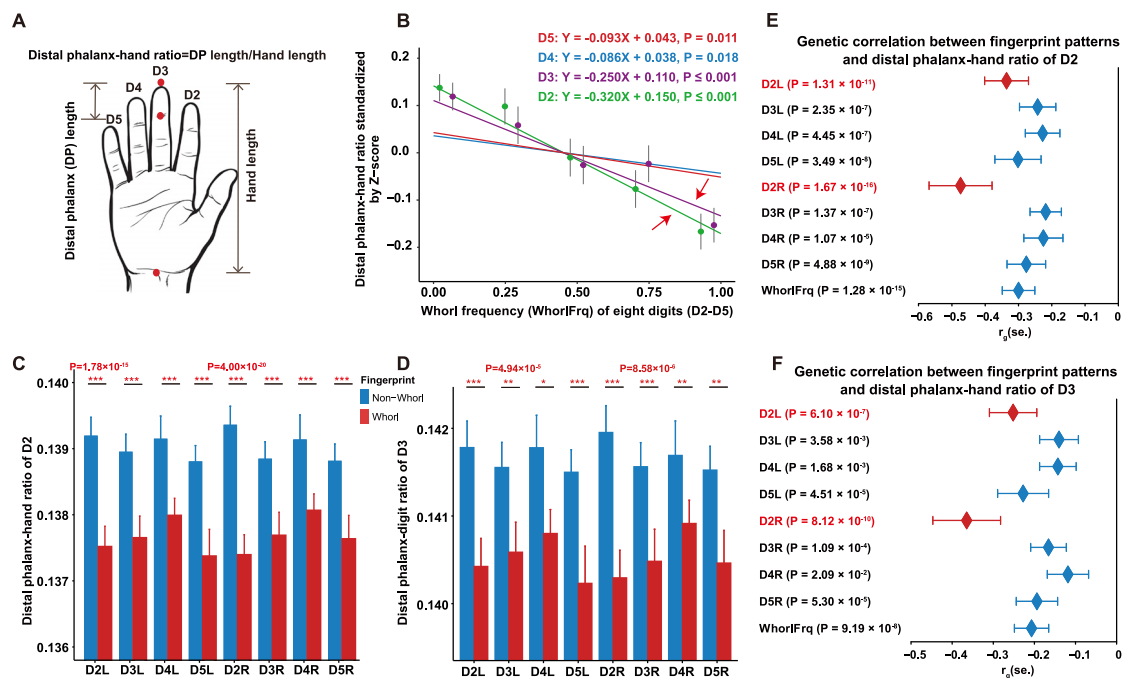 A
Distal phalanx-hand ratio=DP length/Hand length
D3
D4
D2
D5
Distal phalanx (DP) length
Hand length
B
D5: Y = -0.093X + 0.043, P = 0.011
D4: Y = -0.086X + 0.038, P = 0.018
D3: Y = -0.250X + 0.110, P ≤ 0.001
D2: Y = -0.320X + 0.150, P ≤ 0.001
Distal phalanx-hand ratio standardized
by Z-score
0.2
0.1
0.0
−0.1
−0.2
0.00 0.25 0.50 0.75 1.00
Whorl frequency (WhorlFrq) of eight digits (D2-D5)
C
P=1.78×10⁻¹⁵ P=4.00×10⁻²⁰
*** *** *** *** *** *** *** ***
Fingerprint
Non−Whorl
Whorl
Distal phalanx-hand ratio of D2
0.140
0.139
0.138
0.137
0.136
D2L D3L D4L D5L D2R D3R D4R D5R
D
P=4.94×10⁻⁵ P=8.58×10⁻⁶
*** ** * *** *** *** ** **
Distal phalanx-digit ratio of D3
0.142
0.141
0.140
D2L D3L D4L D5L D2R D3R D4R D5R
E
Genetic correlation between fingerprint patterns
and distal phalanx-hand ratio of D2
D2L (P = 1.31 × 10⁻¹¹)
D3L (P = 2.35 × 10⁻⁷)
D4L (P = 4.45 × 10⁻⁷)
D5L (P = 3.49 × 10⁻⁸)
D2R (P = 1.67 × 10⁻¹⁶)
D3R (P = 1.37 × 10⁻⁷)
D4R (P = 1.07 × 10⁻⁵)
D5R (P = 4.88 × 10⁻⁹)
WhorlFrq (P = 1.28 × 10⁻¹⁵)
−0.6 −0.5 −0.4 −0.3 −0.2 −0.1 0
rg(se.)
F
Genetic correlation between fingerprint patterns
and distal phalanx-hand ratio of D3
D2L (P = 6.10 × 10⁻⁷)
D3L (P = 3.58 × 10⁻³)
D4L (P = 1.68 × 10⁻³)
D5L (P = 4.51 × 10⁻⁵)
D2R (P = 8.12 × 10⁻¹⁰)
D3R (P = 1.09 × 10⁻⁴)
D4R (P = 2.09 × 10⁻²)
D5R (P = 5.30 × 10⁻⁵)
WhorlFrq (P = 9.19 × 10⁻⁸)
−0.5 −0.4 −0.3 −0.2 −0.1 0
rg(se.)